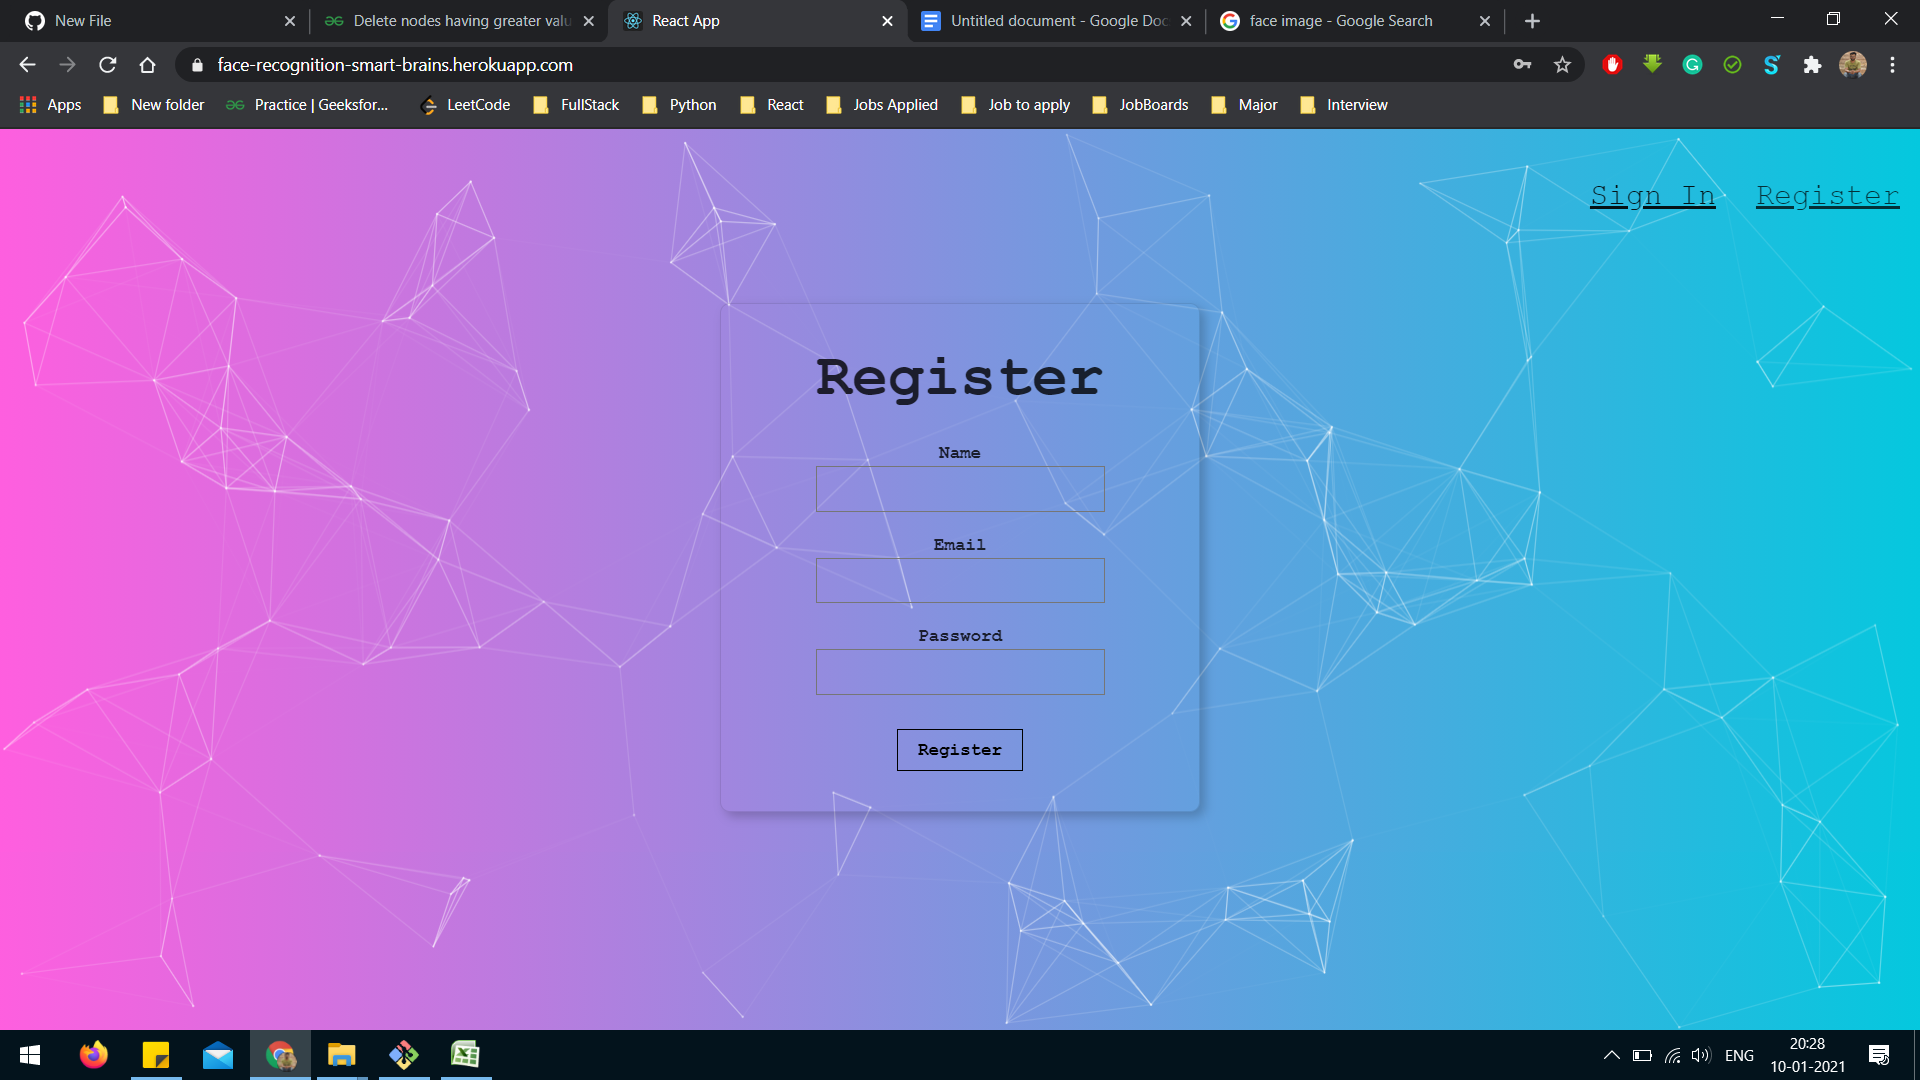 New File
Delete nodes having greater valu
React App
Untitled document - Google Doc
face image - Google Search
face-recognition-smart-brains.herokuapp.com
Apps
New folder
Practice | Geeksfor...
LeetCode
FullStack
Python
React
Jobs Applied
Job to apply
JobBoards
Major
Interview
Sign In
Register
Register
Name
Email
Password
Register
ENG
20:28
10-01-2021